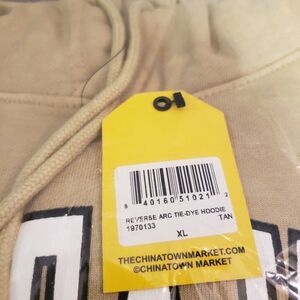 8 40160 51021 2
REVERSE ARC TIE-DYE HOODIE
1970133 TAN
XL
THECHINATOWNMARKET.COM
©CHINATOWN MARKET